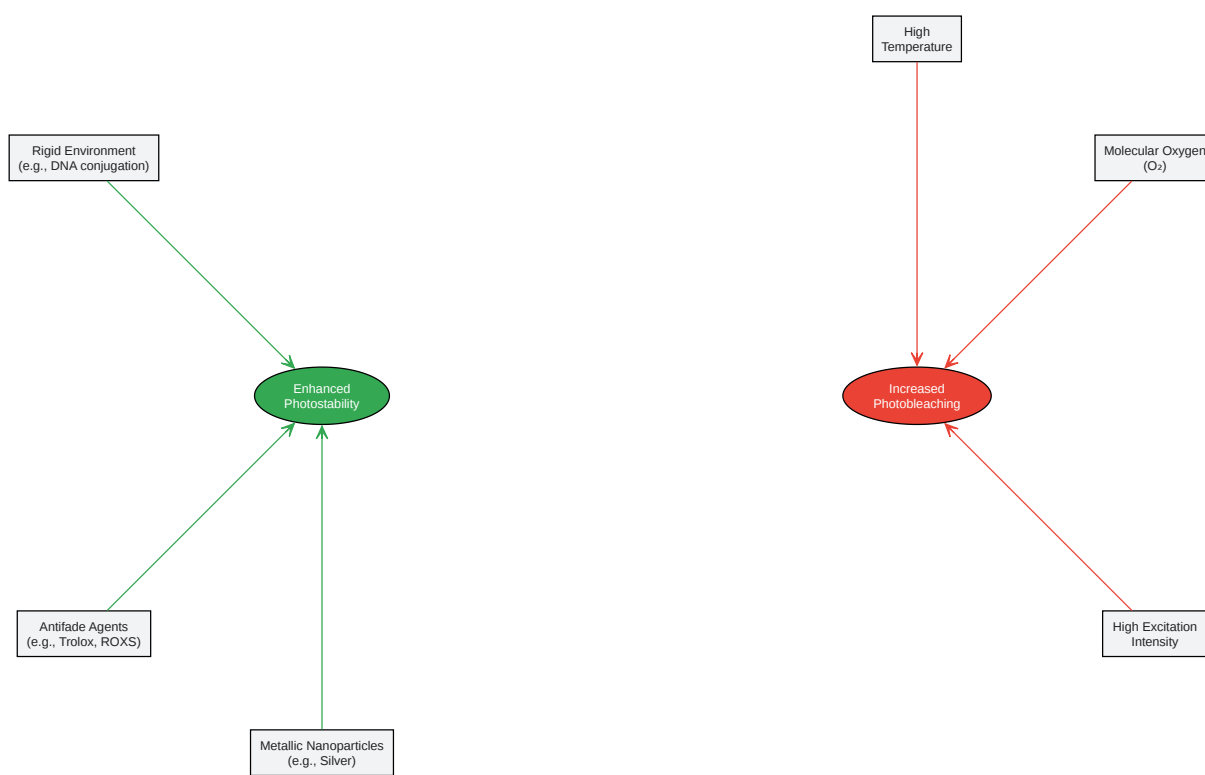 High
Temperature
Rigid Environment
(e.g., DNA conjugation)
Molecular Oxygen
(O₂)
Enhanced
Photostability
Increased
Photobleaching
Antifade Agents
(e.g., Trolox, ROXS)
High Excitation
Intensity
Metallic Nanoparticles
(e.g., Silver)